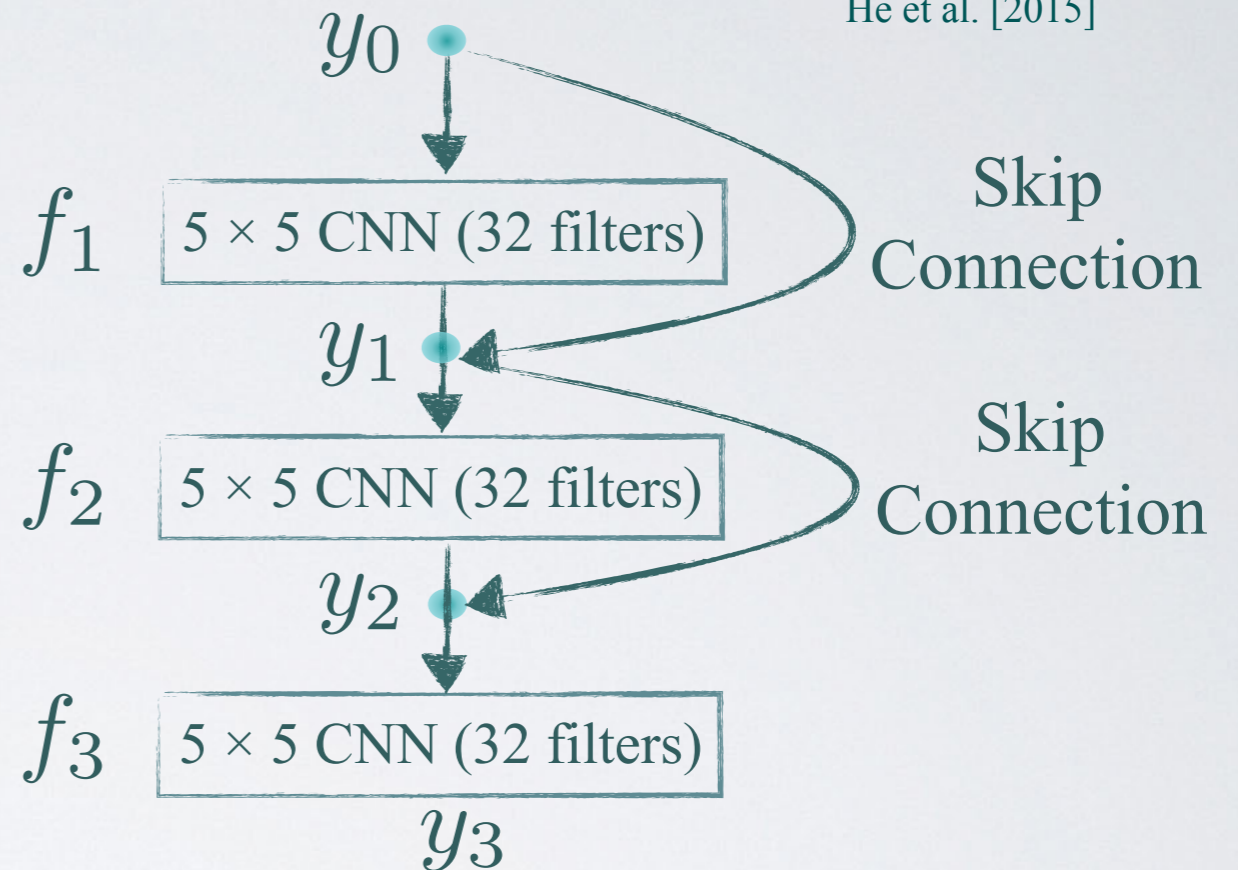 He et al. [2015]
y₀
f₁
5 × 5 CNN (32 filters)
Skip
Connection
y₁
f₂
5 × 5 CNN (32 filters)
Skip
Connection
y₂
f₃
5 × 5 CNN (32 filters)
y₃